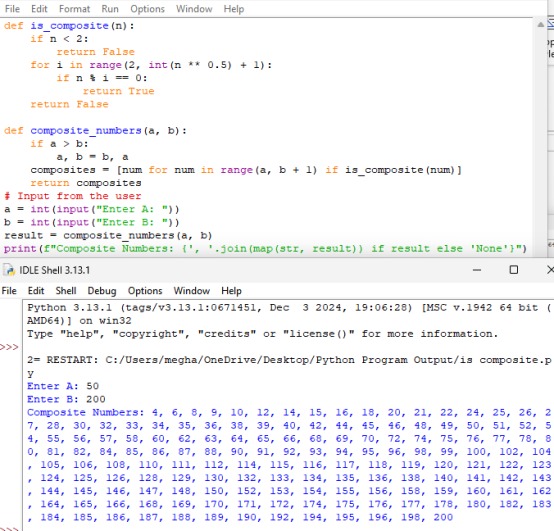 File Edit Format Run Options Window Help
def is_composite(n):
    if n < 2:
        return False
    for i in range(2, int(n ** 0.5) + 1):
        if n % i == 0:
            return True
    return False
def composite_numbers(a, b):
    if a > b:
        a, b = b, a
    composites = [num for num in range(a, b + 1) if is_composite(num)]
    return composites
# Input from the user
a = int(input("Enter A: "))
b = int(input("Enter B: "))
result = composite_numbers(a, b)
print(f"Composite Numbers: {', '.join(map(str, result)) if result else 'None'}")
IDLE Shell 3.13.1
File Edit Shell Debug Options Window Help
Python 3.13.1 (tags/v3.13.1:0671451, Dec 3 2024, 19:06:28) [MSC v.1942 64 bit (
AMD64)] on win32
Type "help", "copyright", "credits" or "license()" for more information.
>>>
2= RESTART: C:/Users/megha/OneDrive/Desktop/Python Program Output/is composite.p
y
Enter A: 50
Enter B: 200
Composite Numbers: 4, 6, 8, 9, 10, 12, 14, 15, 16, 18, 20, 21, 22, 24, 25, 26, 2
7, 28, 30, 32, 33, 34, 35, 36, 38, 39, 40, 42, 44, 45, 46, 48, 49, 50, 51, 52, 5
4, 55, 56, 57, 58, 60, 62, 63, 64, 65, 66, 68, 69, 70, 72, 74, 75, 76, 77, 78, 8
0, 81, 82, 84, 85, 86, 87, 88, 90, 91, 92, 93, 94, 95, 96, 98, 99, 100, 102, 104
, 105, 106, 108, 110, 111, 112, 114, 115, 116, 117, 118, 119, 120, 121, 122, 123
, 124, 125, 126, 128, 129, 130, 132, 133, 134, 135, 136, 138, 140, 141, 142, 143
, 144, 145, 146, 147, 148, 150, 152, 153, 154, 155, 156, 158, 159, 160, 161, 162
, 164, 165, 166, 168, 169, 170, 171, 172, 174, 175, 176, 177, 178, 180, 182, 183
, 184, 185, 186, 187, 188, 189, 190, 192, 194, 195, 196, 198, 200
>>>